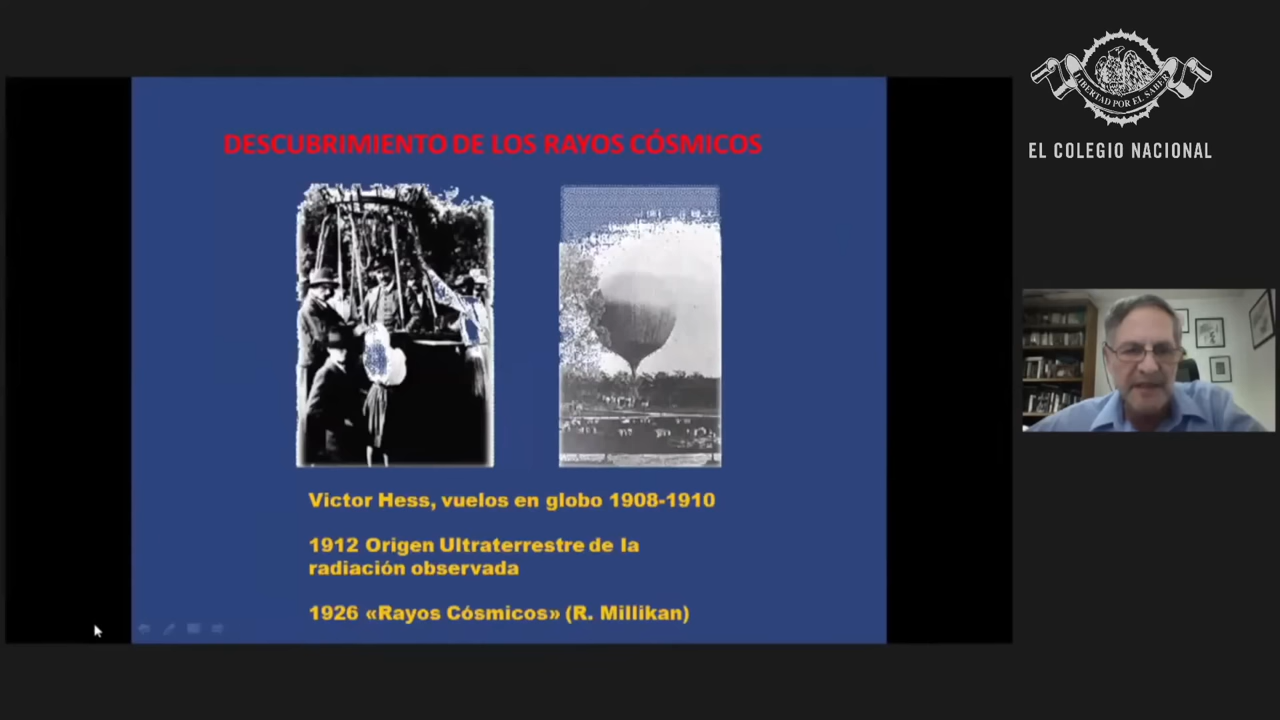 DESCUBRIMIENTO DE LOS RAYOS CÓSMICOS
Victor Hess, vuelos en globo 1908-1910
1912 Origen Ultraterrestre de la
radiación observada
1926 «Rayos Cósmicos» (R. Millikan)
LIBERTAD POR EL SABER
EL COLEGIO NACIONAL